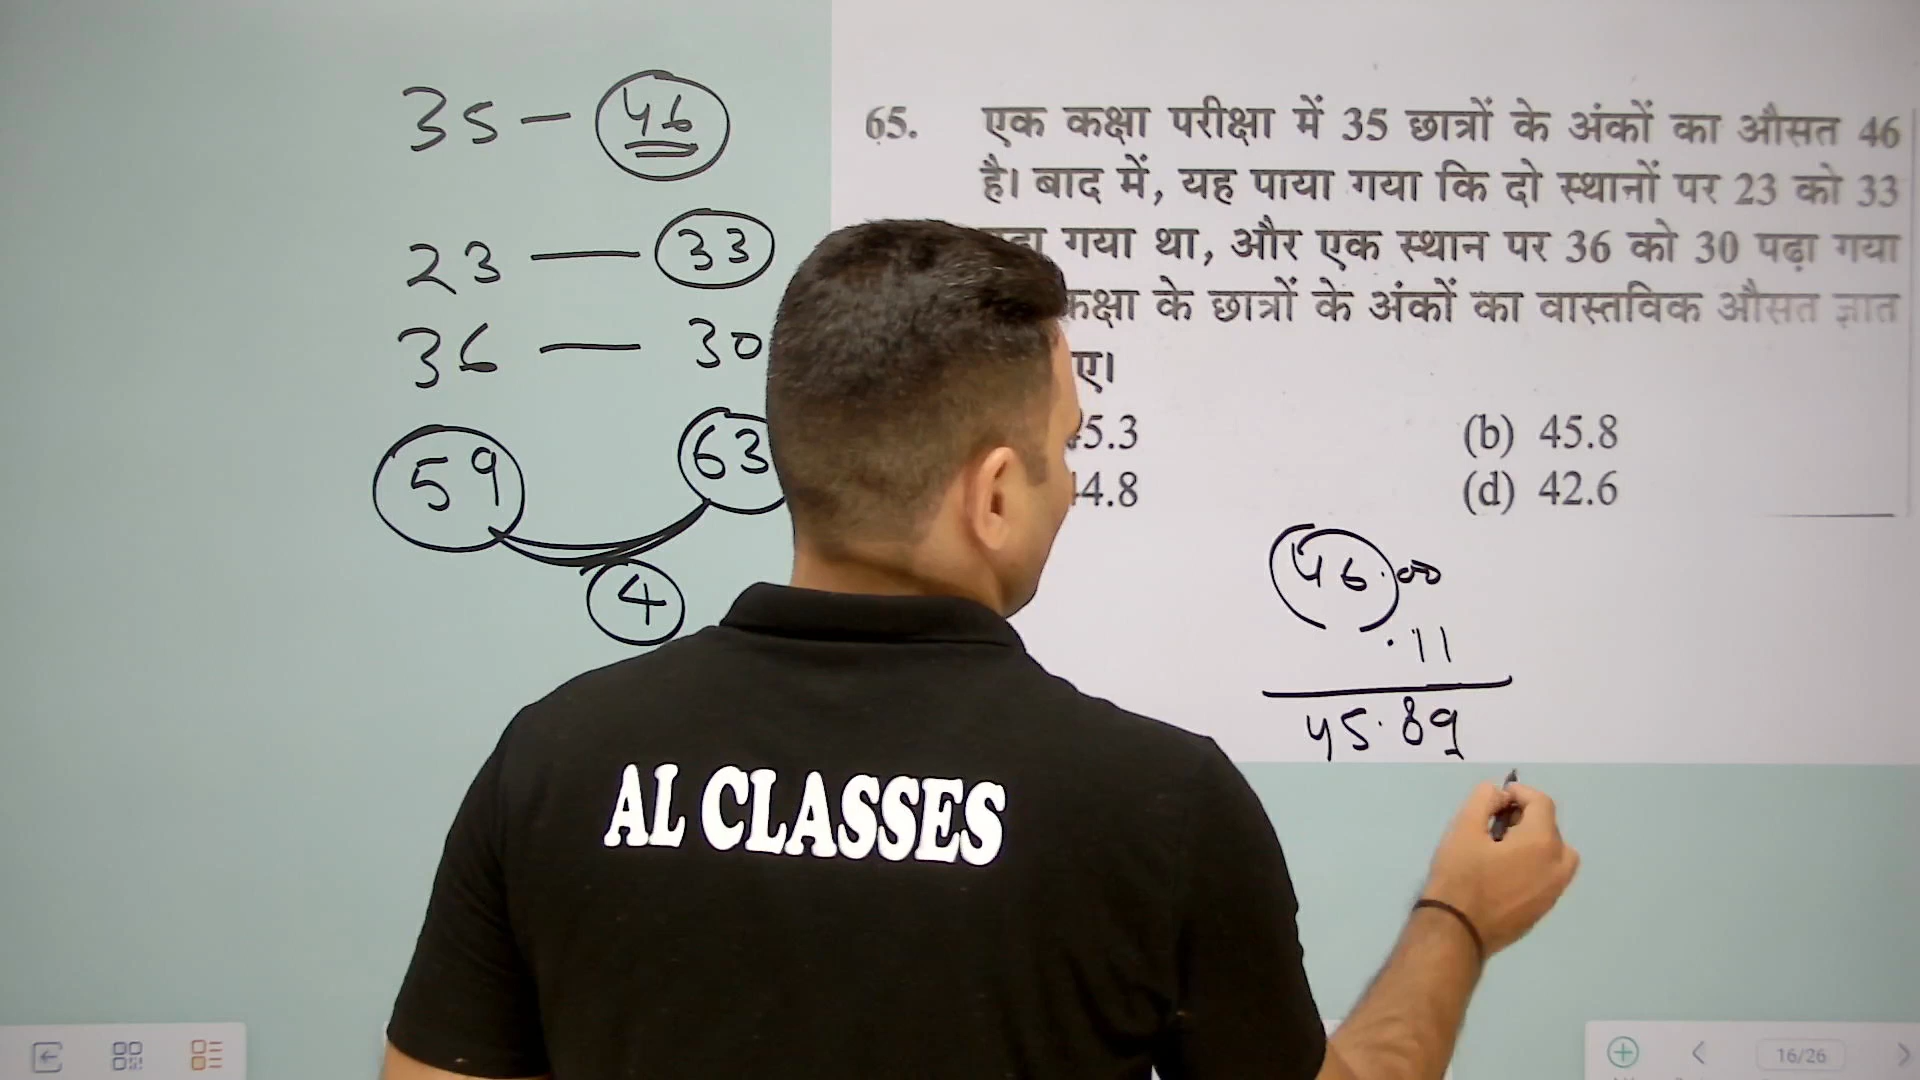 35 - 46
23 — 33
36 — 30
59 63
4
65. एक कक्षा परीक्षा में 35 छात्रों के अंकों का औसत 46
है। बाद में, यह पाया गया कि दो स्थानों पर 23 को 33
गया था, और एक स्थान पर 36 को 30 पढ़ा गया
कक्षा के छात्रों के अंकों का वास्तविक औसत ज्ञात
5.3 (b) 45.8
4.8 (d) 42.6
46.00
.11
45.89
AL CLASSES
16/26